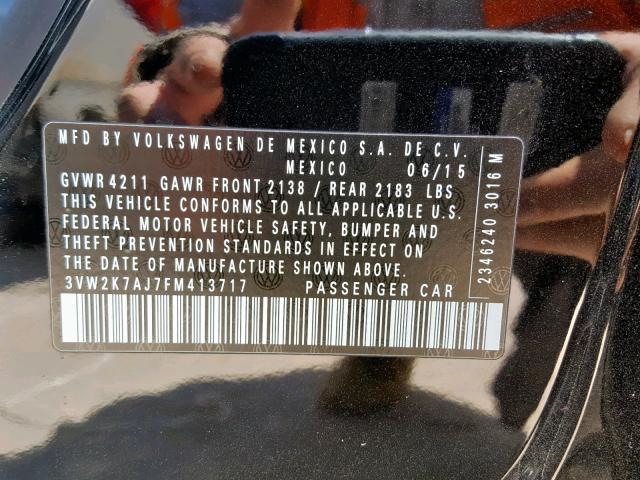 MFD BY VOLKSWAGEN DE MEXICO S.A. DE C.V.
MEXICO 06/15
GVWR 4211 GAWR FRONT 2138 / REAR 2183 LBS
THIS VEHICLE CONFORMS TO ALL APPLICABLE U.S.
FEDERAL MOTOR VEHICLE SAFETY, BUMPER AND
THEFT PREVENTION STANDARDS IN EFFECT ON
THE DATE OF MANUFACTURE SHOWN ABOVE.
3VW2K7AJ7FM413717 PASSENGER CAR
2346240 3016 M